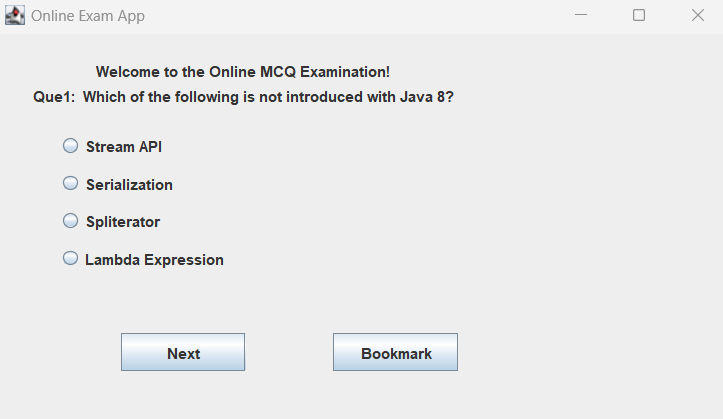 Online Exam App
Welcome to the Online MCQ Examination!
Que1: Which of the following is not introduced with Java 8?
Stream API
Serialization
Spliterator
Lambda Expression
Next Bookmark